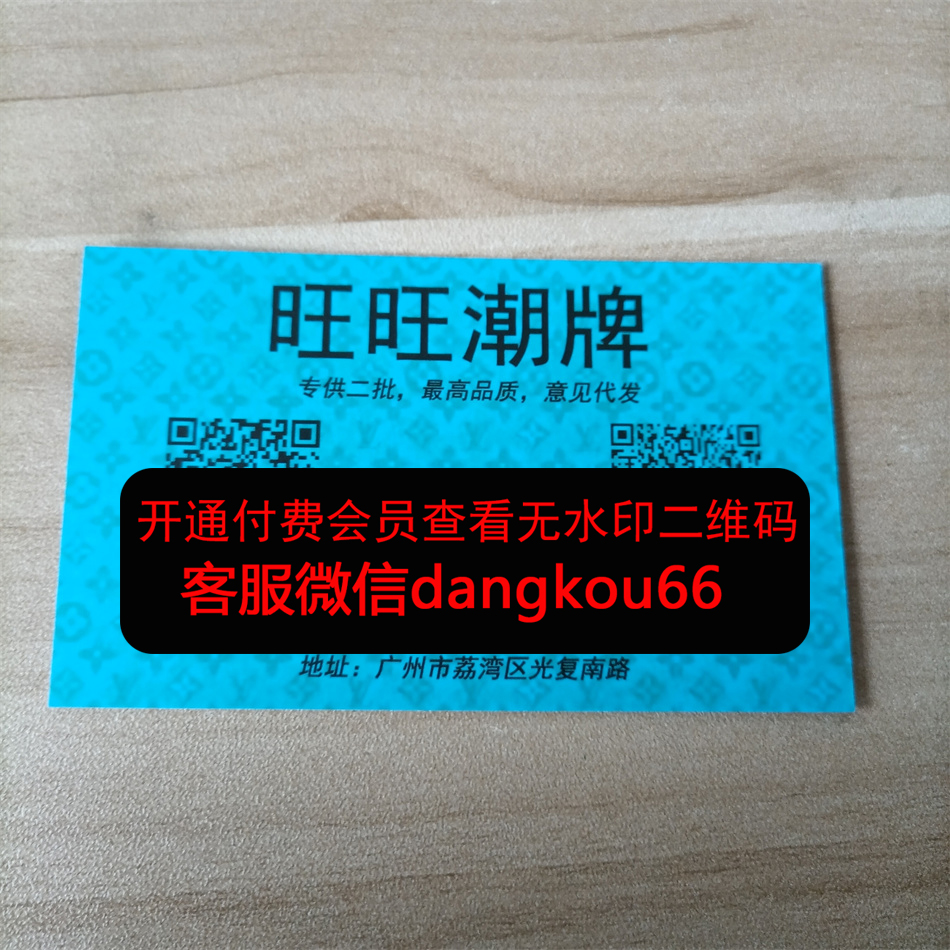 旺旺潮牌
专供二批，最高品质，意见代发
开通付费会员查看无水印二维码
客服微信dangkou66
地址：广州市荔湾区光复南路